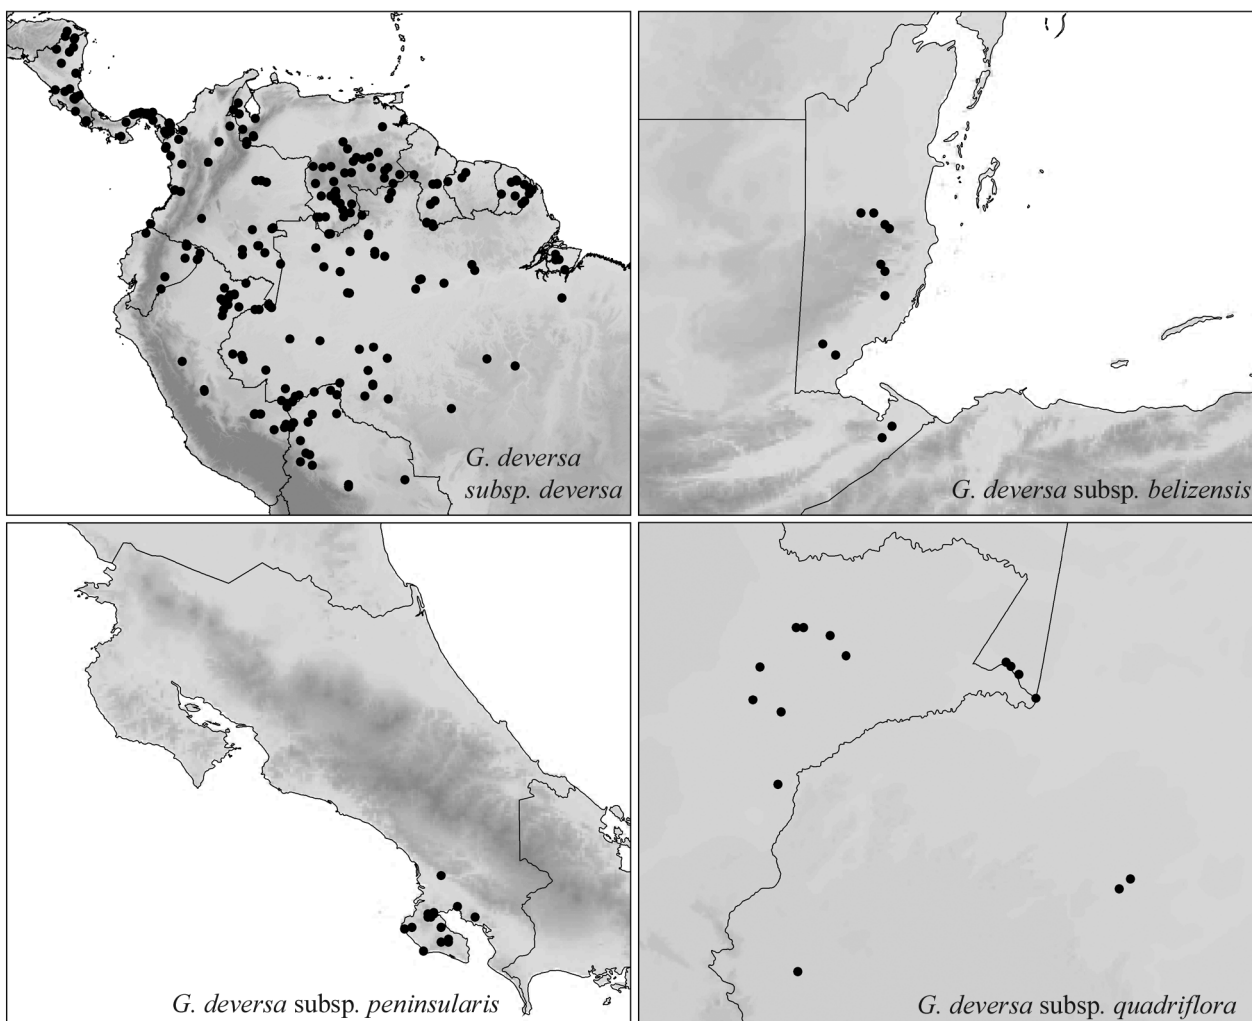 G. deversa
subsp. deversa
G. deversa subsp. belizensis
G. deversa subsp. peninsularis
G. deversa subsp. quadriflora